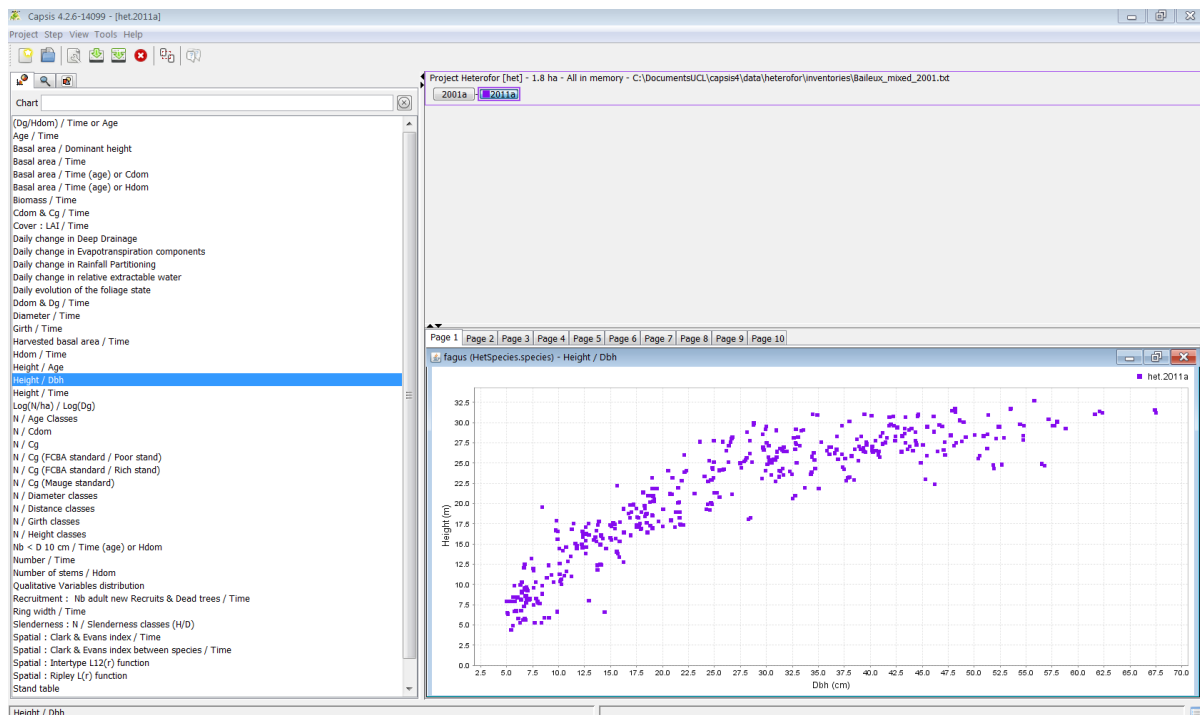 Capsis 4.2.6-14099 - [het.2011a]
Project Step View Tools Help
Chart
(Dg/Hdom) / Time or Age
Age / Time
Basal area / Dominant height
Basal area / Time
Basal area / Time (age) or Cdom
Basal area / Time (age) or Hdom
Biomass / Time
Cdom & Cg / Time
Cover : LAI / Time
Daily change in Deep Drainage
Daily change in Evapotranspiration components
Daily change in Rainfall Partitioning
Daily change in relative extractable water
Daily evolution of the foliage state
Ddom & Dg / Time
Diameter / Time
Girth / Time
Harvested basal area / Time
Hdom / Time
Height / Age
Height / Dbh
Height / Time
Log(N/ha) / Log(Dg)
N / Age Classes
N / Cdom
N / Cg
N / Cg (FCBA standard / Poor stand)
N / Cg (FCBA standard / Rich stand)
N / Cg (Mauge standard)
N / Diameter classes
N / Distance classes
N / Girth classes
N / Height classes
Nb < D 10 cm / Time (age) or Hdom
Number / Time
Number of stems / Hdom
Qualitative Variables distribution
Recruitment : Nb adult new Recruits & Dead trees / Time
Ring width / Time
Slenderness : N / Slenderness classes (H/D)
Spatial : Clark & Evans index / Time
Spatial : Clark & Evans index between species / Time
Spatial : Intertype L12(r) function
Spatial : Ripley L(r) function
Stand table
Height / Dbh
Project Heterofor [het] - 1.8 ha - All in memory - C:\DocumentsUCL\capsis4\data\heterofor\inventories\Baileux_mixed_2001.txt
2001a 2011a
Page 1 Page 2 Page 3 Page 4 Page 5 Page 6 Page 7 Page 8 Page 9 Page 10
fagus (HetSpecies.species) - Height / Dbh
het.2011a
Height (m)
32.5
30.0
27.5
25.0
22.5
20.0
17.5
15.0
12.5
10.0
7.5
5.0
2.5
0.0
2.5 5.0 7.5 10.0 12.5 15.0 17.5 20.0 22.5 25.0 27.5 30.0 32.5 35.0 37.5 40.0 42.5 45.0 47.5 50.0 52.5 55.0 57.5 60.0 62.5 65.0 67.5 70.0
Dbh (cm)